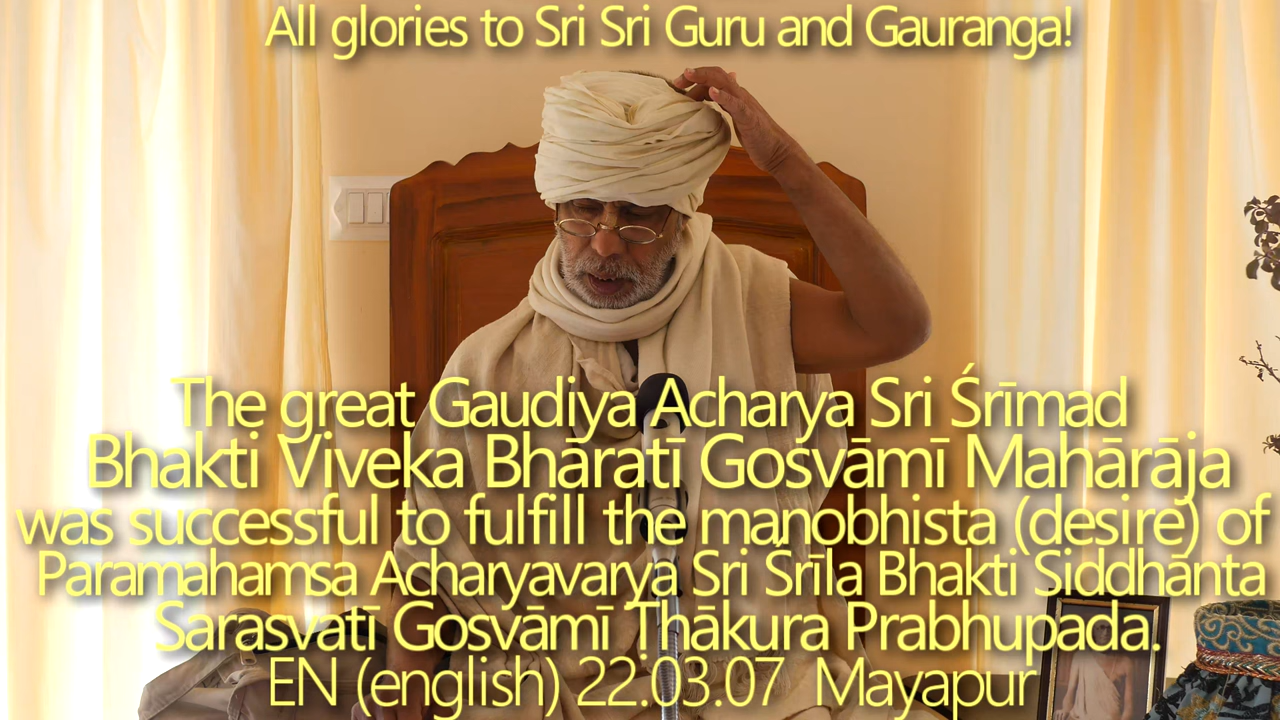 All glories to Sri Sri Guru and Gauranga!
The great Gaudiya Acharya Sri Śrīmad
Bhakti Viveka Bhāratī Gosvāmī Mahārāja
was successful to fulfill the manobhista (desire) of
Paramahamsa Acharyavarya Sri Śrīla Bhakti Siddhānta
Sarasvatī Gosvāmī Ṭhākura Prabhupada.
EN (english) 22.03.07 Mayapur